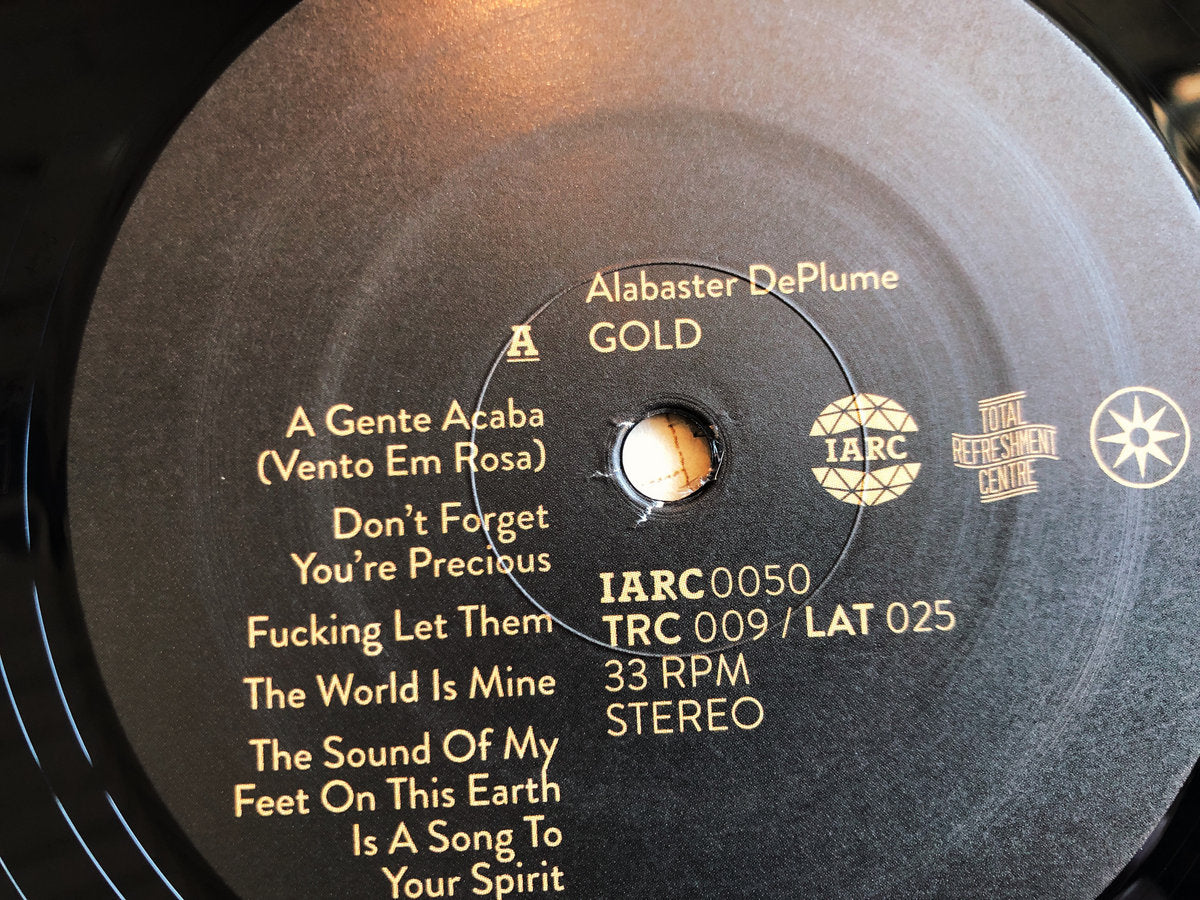 Alabaster DePlume
A
GOLD
A Gente Acaba
(Vento Em Rosa)
Don't Forget
You're Precious
Fucking Let Them
The World Is Mine
The Sound Of My
Feet On This Earth
Is A Song To
Your Spirit
IARC
TOTAL
REFRESHMENT
CENTRE
IARC0050
TRC 009 / LAT 025
33 RPM
STEREO